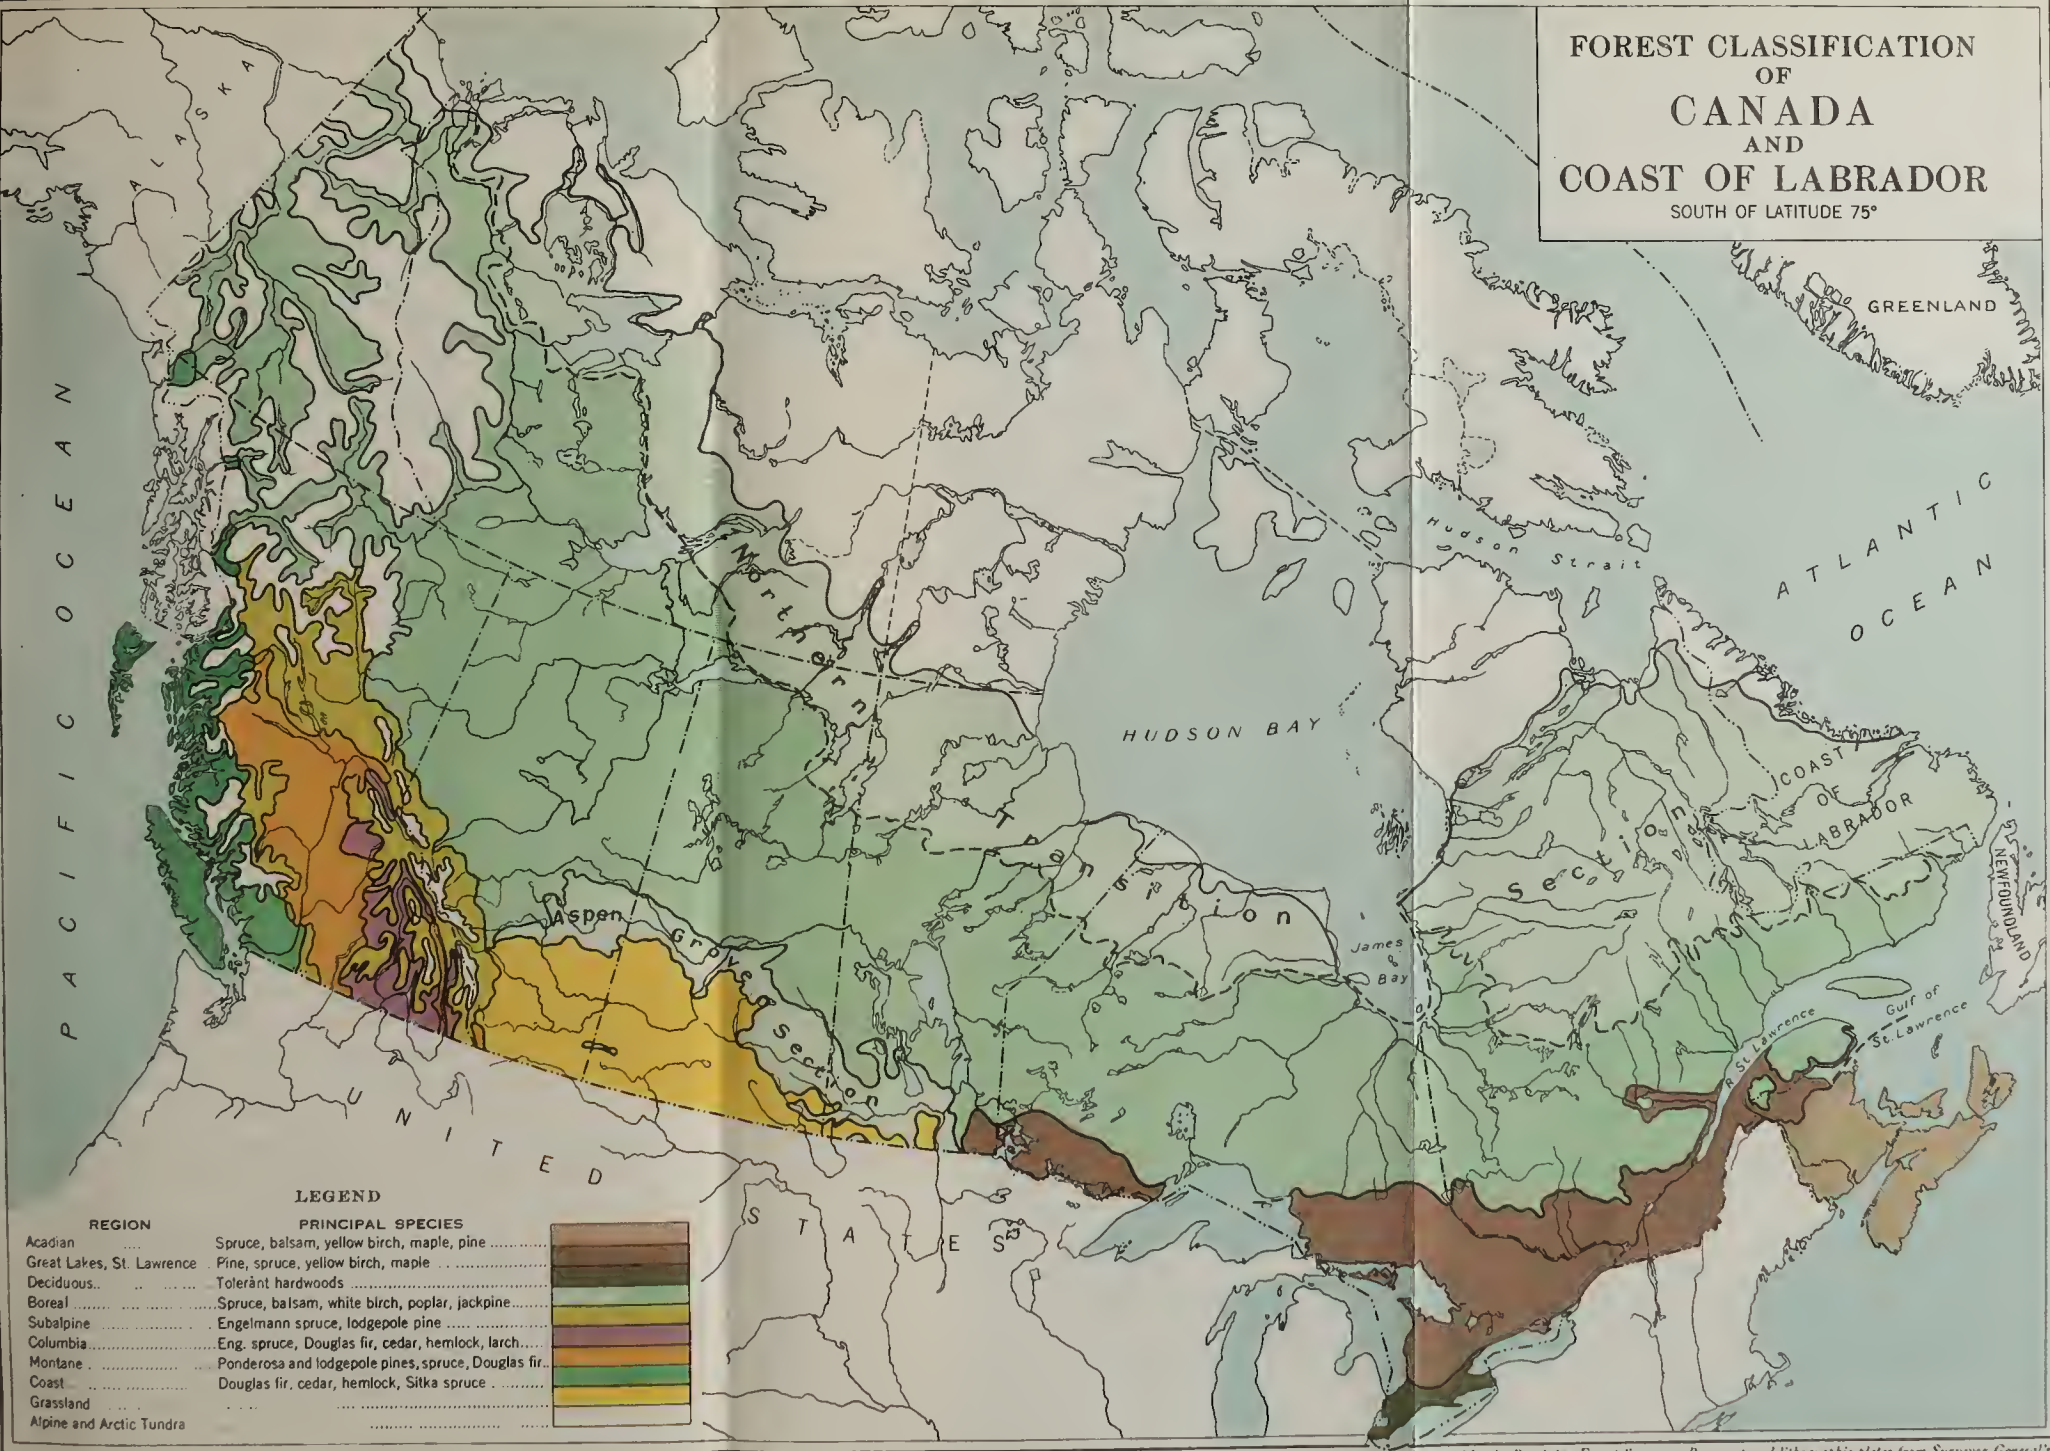 FOREST CLASSIFICATION
OF
CANADA
AND
COAST OF LABRADOR
SOUTH OF LATITUDE 75°
ALASKA
GREENLAND
PACIFIC OCEAN
ATLANTIC
OCEAN
Hudson Strait
Northern
Transition
Section
HUDSON BAY
COAST
OF
LABRADOR
NEWFOUNDLAND
Aspen
Grove
Section
James
&
Bay
Gulf of
St. Lawrence
R St. Lawrence
UNITED
STATES
LEGEND
REGION PRINCIPAL SPECIES
Acadian .... Spruce, balsam, yellow birch, maple, pine
Great Lakes, St. Lawrence . Pine, spruce, yellow birch, maple
Deciduous.. Tolerant hardwoods
Boreal Spruce, balsam, white birch, poplar, jackpine
Subalpine Engelmann spruce, lodgepole pine
Columbia Eng. spruce, Douglas fir, cedar, hemlock, larch
Montane . Ponderosa and lodgepole pines, spruce, Douglas fir..
Coast Douglas fir, cedar, hemlock, Sitka spruce
Grassland
Alpine and Arctic Tundra